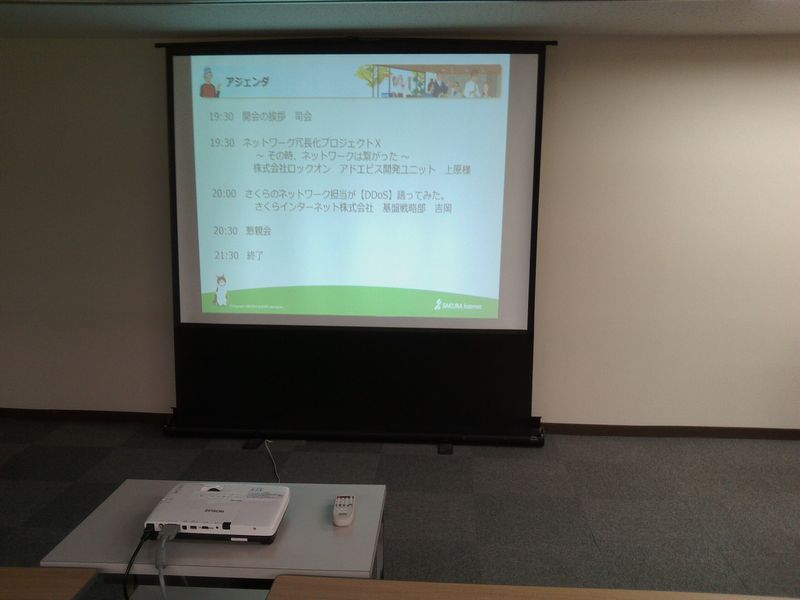 アジェンダ
19:30 開会の挨拶 司会
19:30 ネットワーク冗長化プロジェクトX
～ その時、ネットワークは繋がった ～
株式会社ロックオン アドエビス開発ユニット 上原様
20:00 さくらのネットワーク担当が【DDoS】語ってみた。
さくらインターネット株式会社 基盤戦略部 吉岡
20:30 懇親会
21:30 終了
SAKURA internet
EPSON